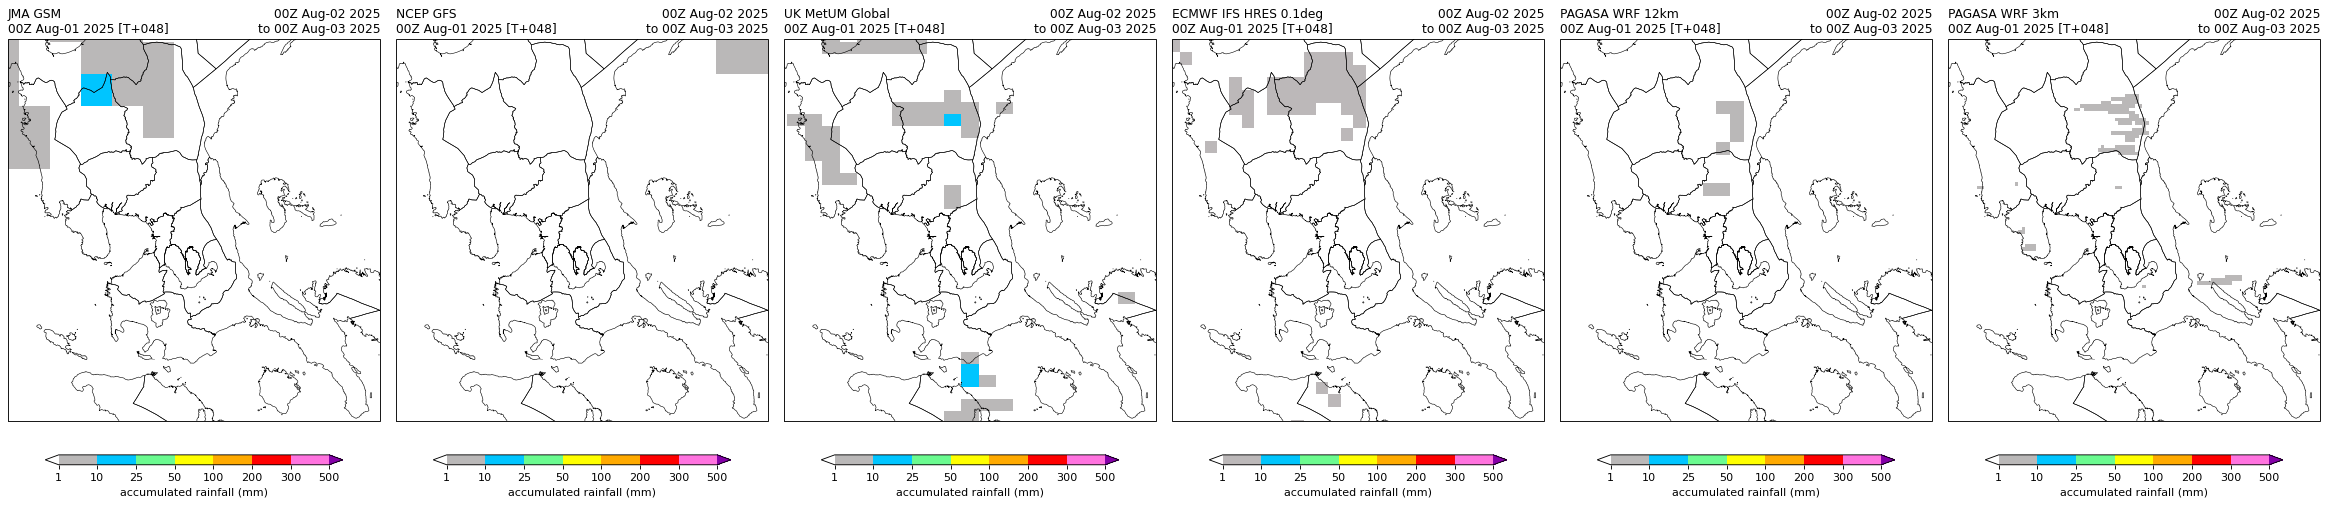 JMA GSM 00Z Aug-02 2025
00Z Aug-01 2025 [T+048] to 00Z Aug-03 2025
1 10 25 50 100 200 300 500
accumulated rainfall (mm)
NCEP GFS 00Z Aug-02 2025
00Z Aug-01 2025 [T+048] to 00Z Aug-03 2025
1 10 25 50 100 200 300 500
accumulated rainfall (mm)
UK MetUM Global 00Z Aug-02 2025
00Z Aug-01 2025 [T+048] to 00Z Aug-03 2025
1 10 25 50 100 200 300 500
accumulated rainfall (mm)
ECMWF IFS HRES 0.1deg 00Z Aug-02 2025
00Z Aug-01 2025 [T+048] to 00Z Aug-03 2025
1 10 25 50 100 200 300 500
accumulated rainfall (mm)
PAGASA WRF 12km 00Z Aug-02 2025
00Z Aug-01 2025 [T+048] to 00Z Aug-03 2025
1 10 25 50 100 200 300 500
accumulated rainfall (mm)
PAGASA WRF 3km 00Z Aug-02 2025
00Z Aug-01 2025 [T+048] to 00Z Aug-03 2025
1 10 25 50 100 200 300 500
accumulated rainfall (mm)